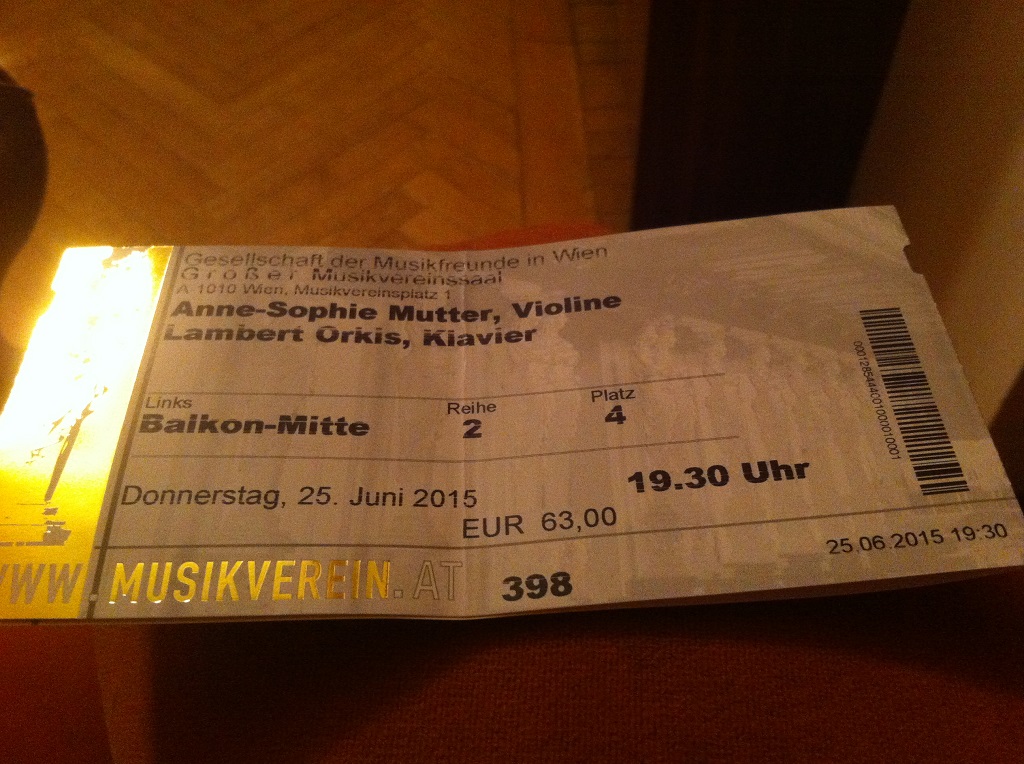 Gesellschaft der Musikfreunde in Wien
Großer Musikvereinssaal
A 1010 Wien, Musikvereinsplatz 1
Anne-Sophie Mutter, Violine
Lambert Orkis, Klavier
Links Reihe Platz
Balkon-Mitte 2 4
19.30 Uhr
Donnerstag, 25. Juni 2015
EUR 63,00
25.06.2015 19:30
WWW.MUSIKVEREIN.AT 398